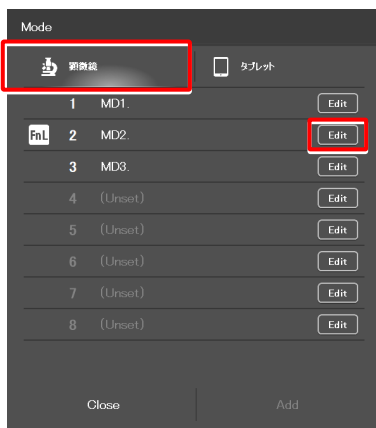 Mode
顕微鏡 タブレット
1 MD1. Edit
FnL 2 MD2. Edit
3 MD3. Edit
4 (Unset) Edit
5 (Unset) Edit
6 (Unset) Edit
7 (Unset) Edit
8 (Unset) Edit
Close Add